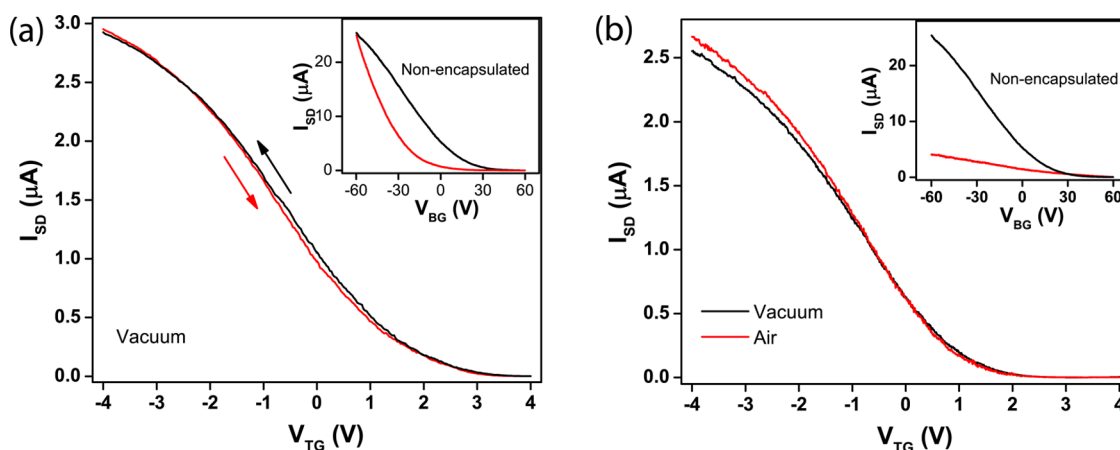 (a)
I_SD (μA)
3.0
2.5
2.0
1.5
1.0
0.5
0.0
-4 -3 -2 -1 0 1 2 3 4
V_TG (V)
Vacuum
Non-encapsulated
I_SD (μA)
20
10
0
-60 -30 0 30 60
V_BG (V)
(b)
I_SD (μA)
2.5
2.0
1.5
1.0
0.5
0.0
-4 -3 -2 -1 0 1 2 3 4
V_TG (V)
Vacuum
Air
Non-encapsulated
I_SD (μA)
20
10
0
-60 -30 0 30 60
V_BG (V)